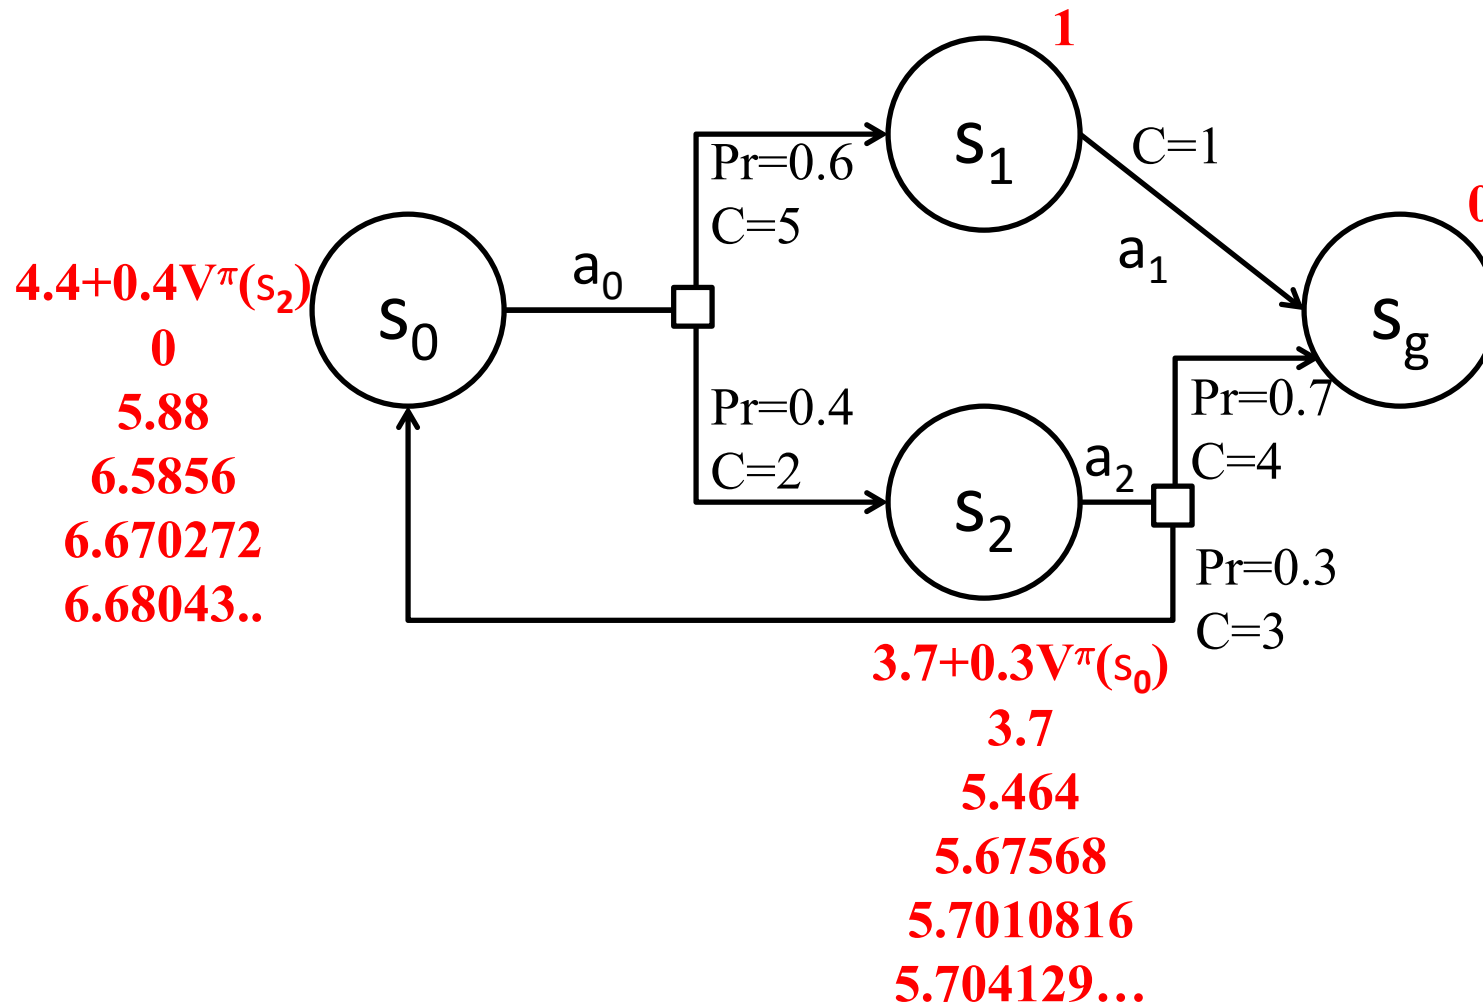 1
s1
C=1
Pr=0.6
C=5
a1
0
a0
4.4+0.4Vπ(s2)
s0
sg
0
5.88
6.5856
6.670272
6.68043..
Pr=0.4
C=2
s2
a2
Pr=0.7
C=4
Pr=0.3
C=3
3.7+0.3Vπ(s0)
3.7
5.464
5.67568
5.7010816
5.704129...